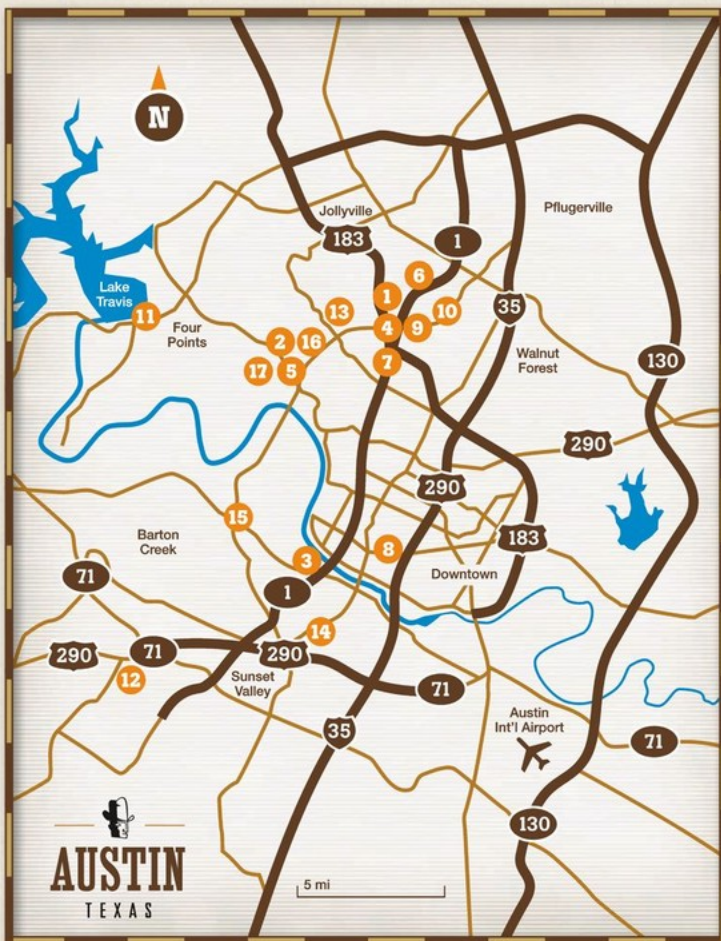 N
Jollyville
183
1
Pflugerville
Lake
Travis
6
1
13
10
35
11
Four
Points
4
9
2
16
7
Walnut
Forest
130
17
5
290
290
15
183
Barton
Creek
8
3
Downtown
71
1
14
290
71
290
12
Sunset
Valley
71
Austin
Int'l Airport
35
71
130
AUSTIN
TEXAS
5 mi